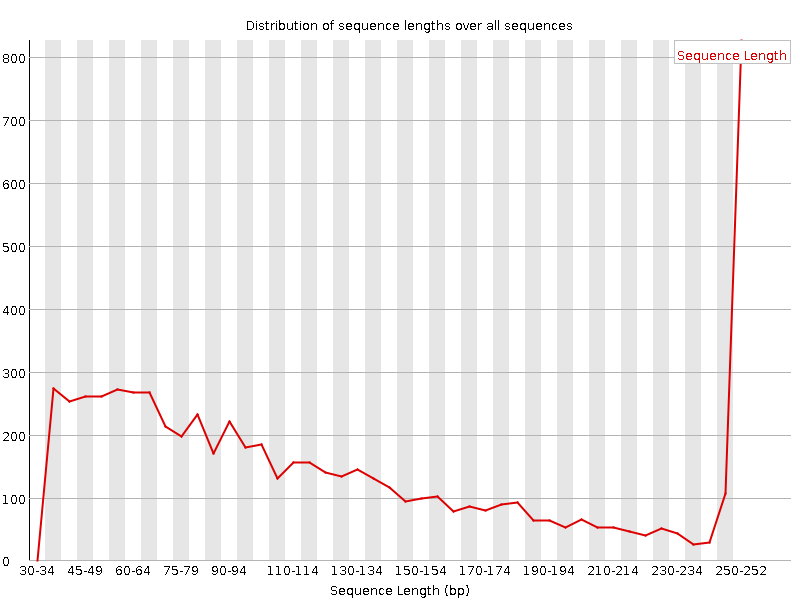 Distribution of sequence lengths over all sequences
Sequence Length
800
700
600
500
400
300
200
100
0
30-34 45-49 60-64 75-79 90-94 110-114 130-134 150-154 170-174 190-194 210-214 230-234 250-252
Sequence Length (bp)